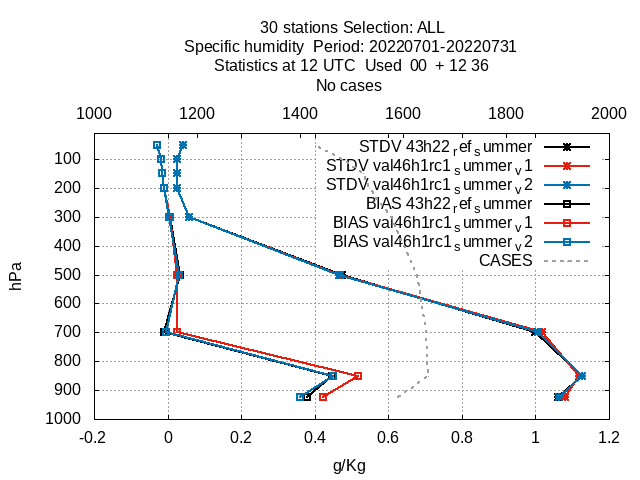 30 stations Selection: ALL
Specific humidity  Period: 20220701-20220731
Statistics at 12 UTC  Used  00  + 12 36
No cases
1000 1200 1400 1600 1800 2000
STDV 43h22_ref_summer
STDV val46h1rc1_summer_v1
STDV val46h1rc1_summer_v2
BIAS 43h22_ref_summer
BIAS val46h1rc1_summer_v1
BIAS val46h1rc1_summer_v2
CASES
100
200
300
400
500
600
700
800
900
1000
hPa
-0.2 0 0.2 0.4 0.6 0.8 1 1.2
g/Kg